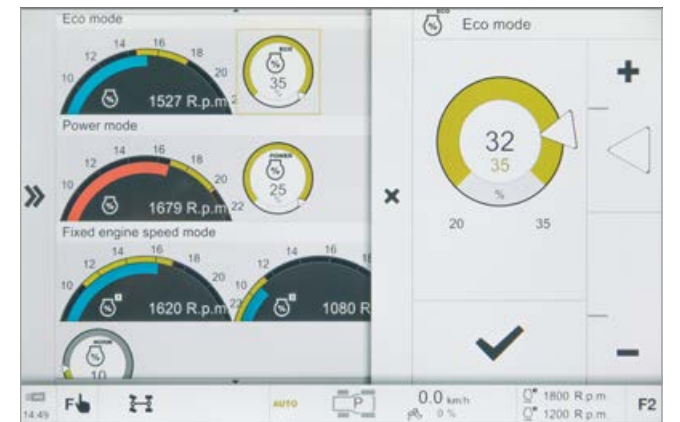 Eco mode
10 12 14 16 18 20
ECO
%
35
%
1527 R.p.m
Power mode
10 12 14 16 18 22
POWER
%
25
%
1679 R.p.m
Fixed engine speed mode
10 12 14 16 18 20 22
%
1620 R.p.m
10 12 14 16
%
1080 R
%
10
ECO
%
Eco mode
32
35
%
20 35
14:49
F
AUTO
P
0.0 km/h
0 %
1800 R.p.m.
1200 R.p.m.
F2